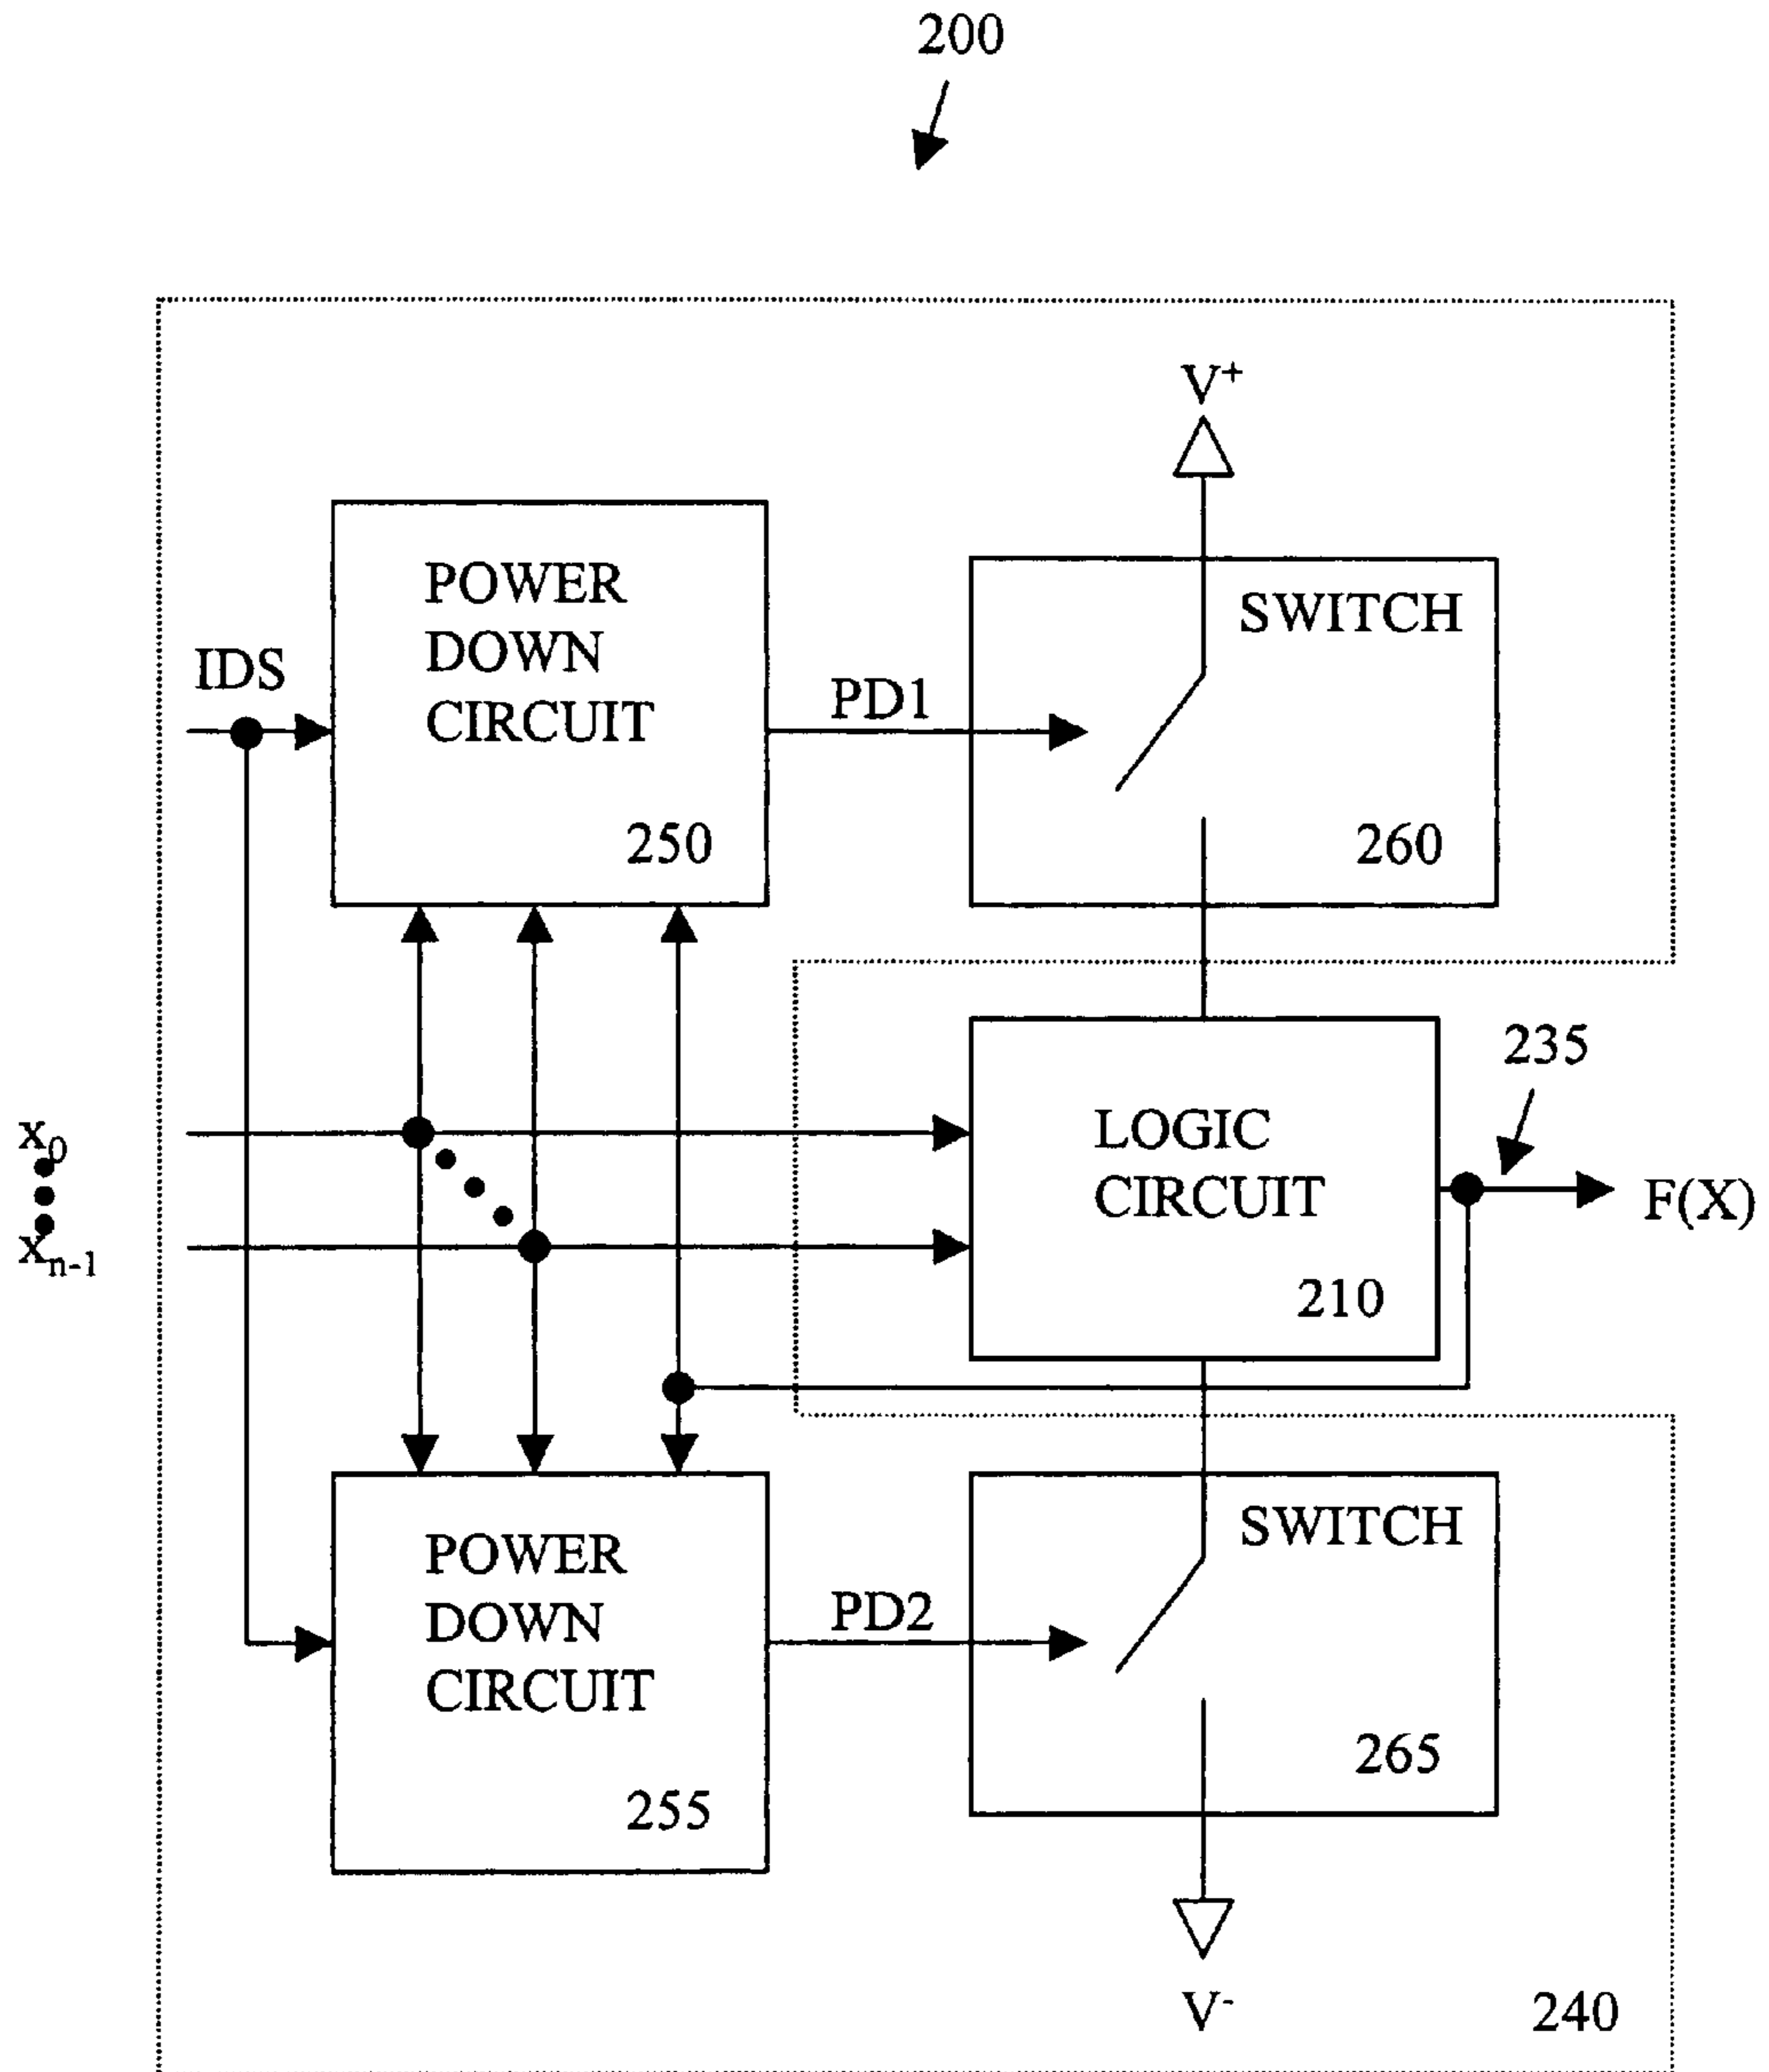 200
V⁺
POWER
DOWN
CIRCUIT
250
SWITCH
260
IDS
PD1
235
x₀
xₙ₋₁
LOGIC
CIRCUIT
210
F(X)
POWER
DOWN
CIRCUIT
255
PD2
SWITCH
265
V⁻
240